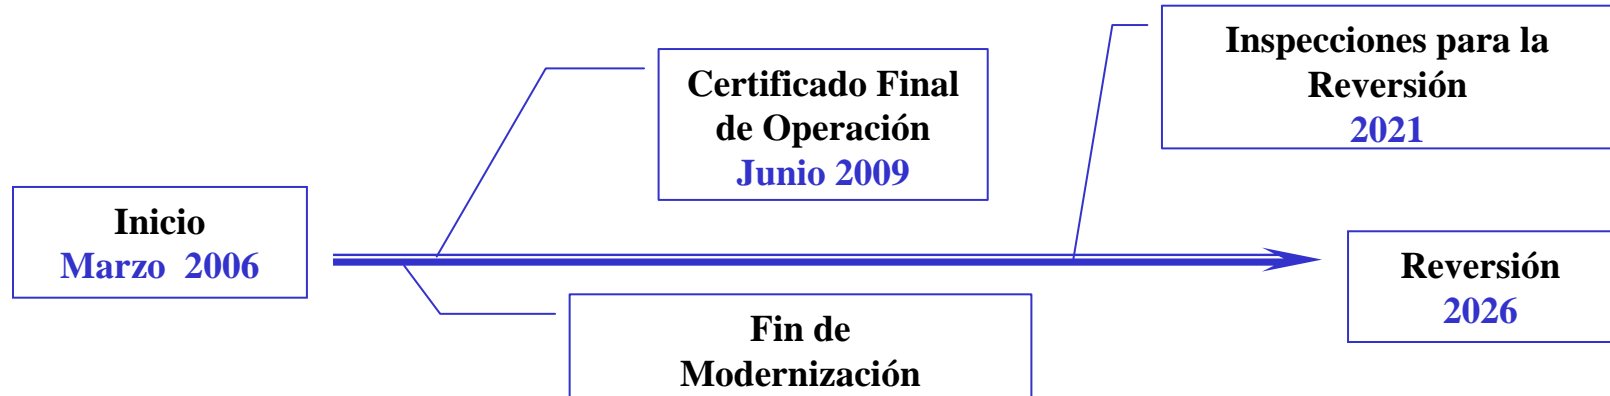 Inicio
Marzo 2006
Certificado Final
de Operación
Junio 2009
Fin de
Modernización
Inspecciones para la
Reversión
2021
Reversión
2026